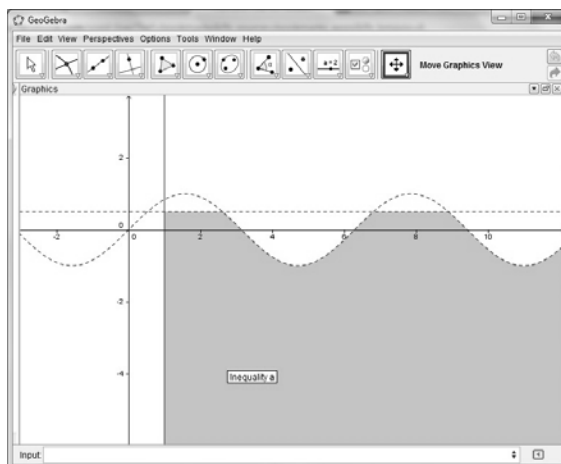 GeoGebra
File Edit View Perspectives Options Tools Window Help
a=2
Move Graphics View
Graphics
2
0
-2 0 2 4 6 8 10
-2
-4
Inequality a
Input: